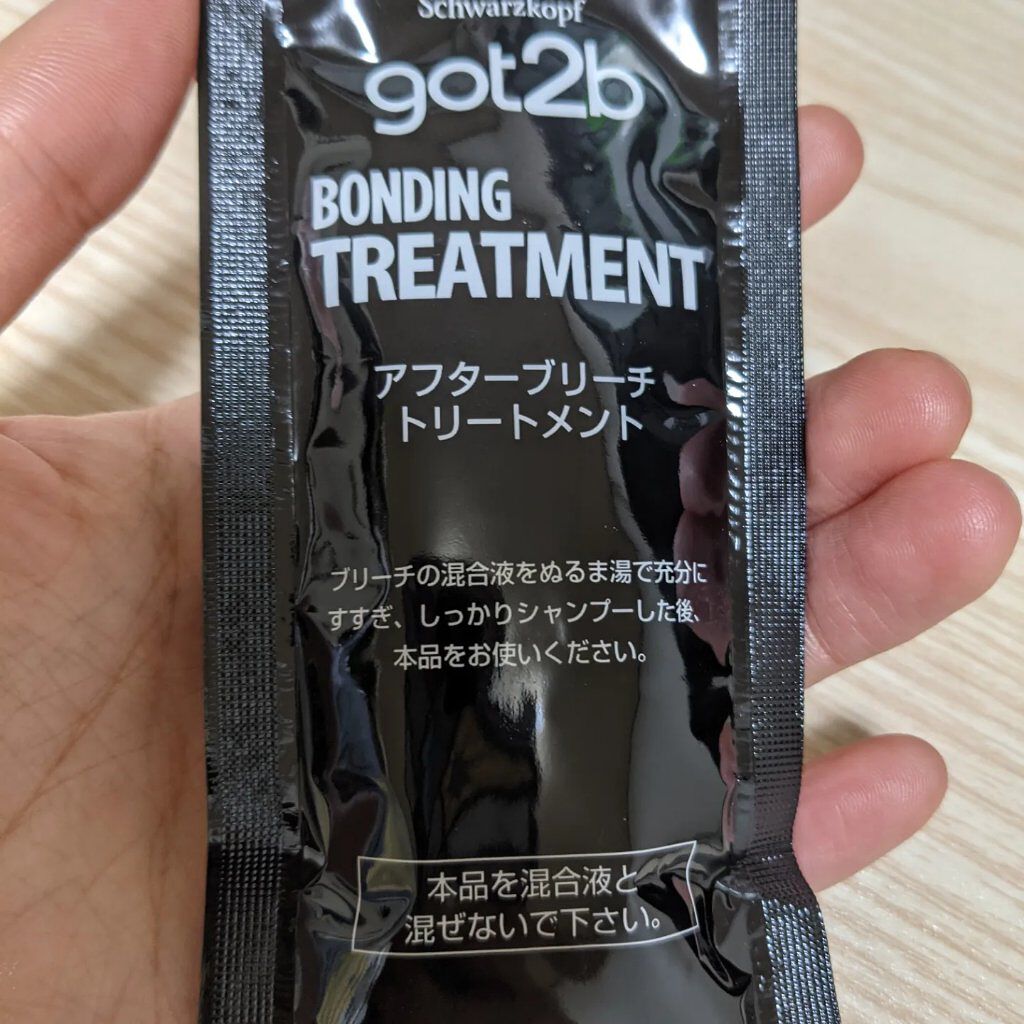 Schwarzkopf
got2b
BONDING
TREATMENT
アフターブリーチ
トリートメント
ブリーチの混合液をぬるま湯で充分に
すすぎ、しっかりシャンプーした後、
本品をお使いください。
本品を混合液と
混ぜないで下さい。